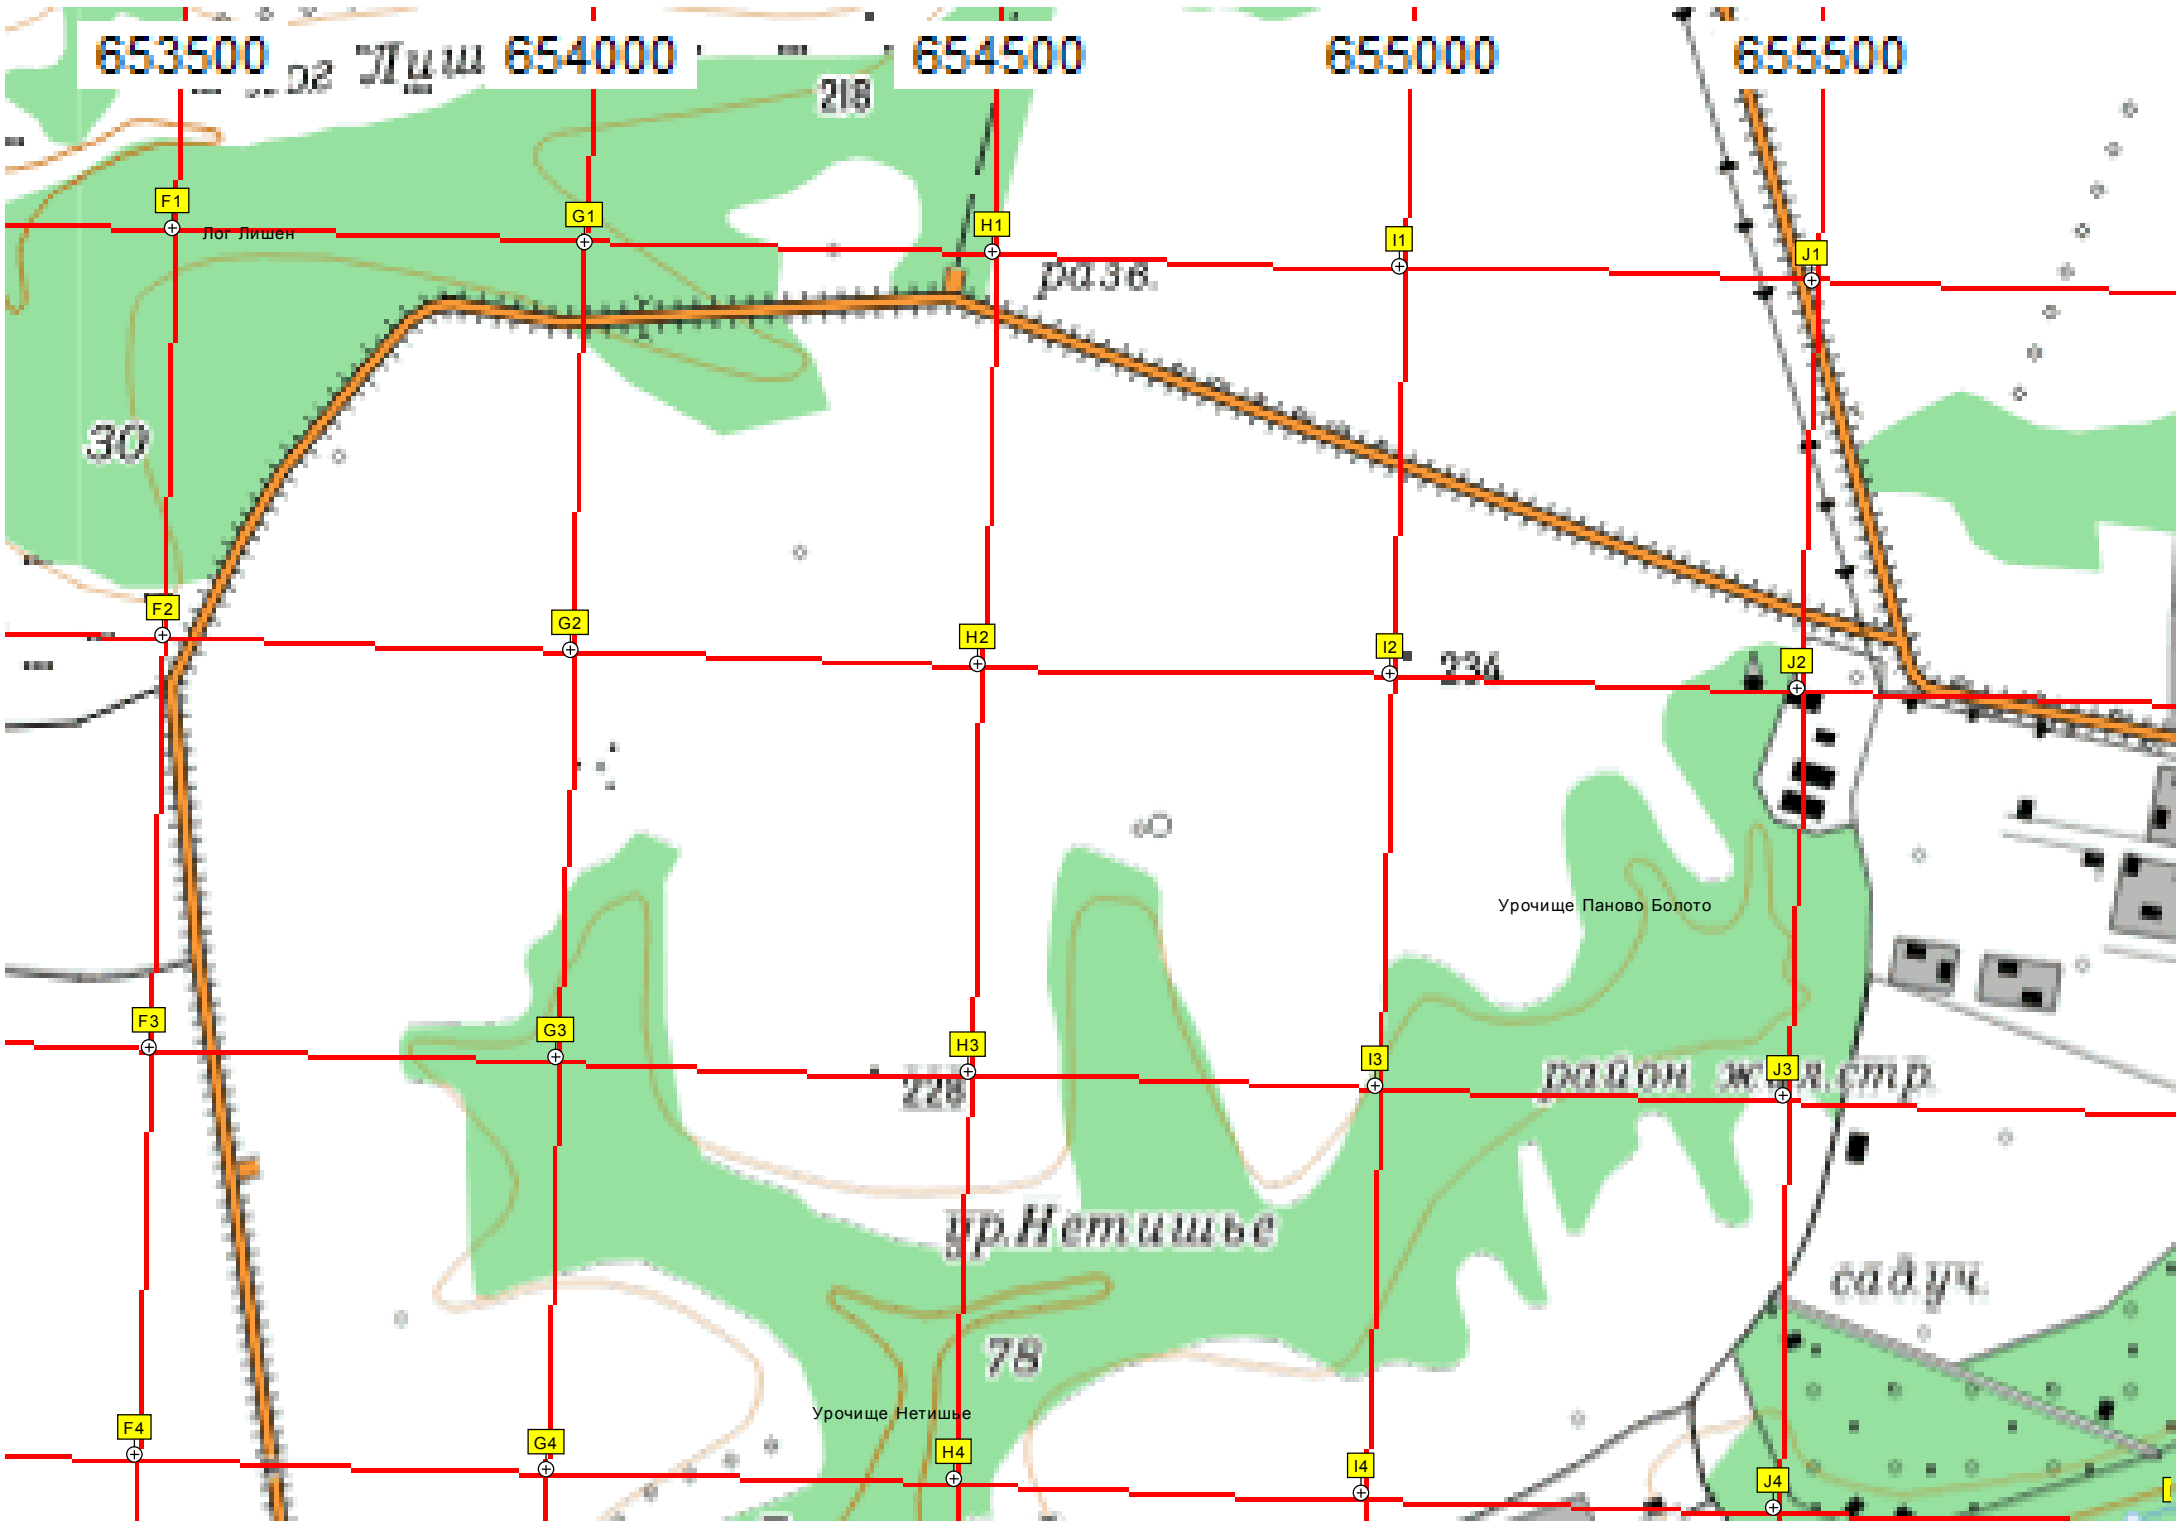 653500 654000 654500 655000 655500
218
F1 G1 H1 I1 J1
Лог Лишен
разв.
30
F2 G2 H2 I2 J2
234
Урочище Паново Болото
F3 G3 H3 I3 J3
228
район жил.стр.
ур.Нетишье
сад.уч.
78
Урочище Нетишье
F4 G4 H4 I4 J4